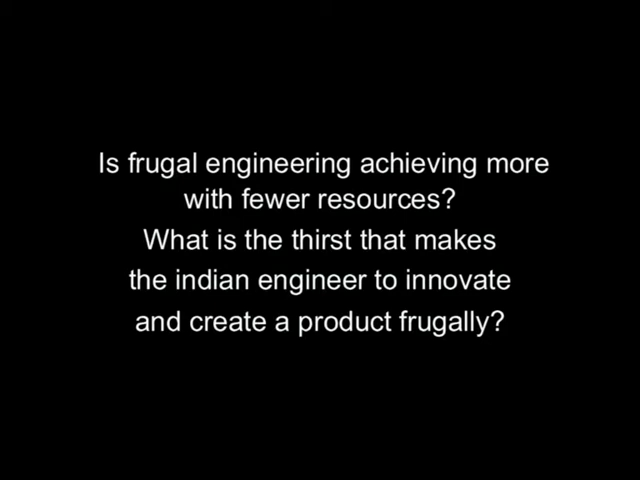 Is frugal engineering achieving more
with fewer resources?
What is the thirst that makes
the indian engineer to innovate
and create a product frugally?